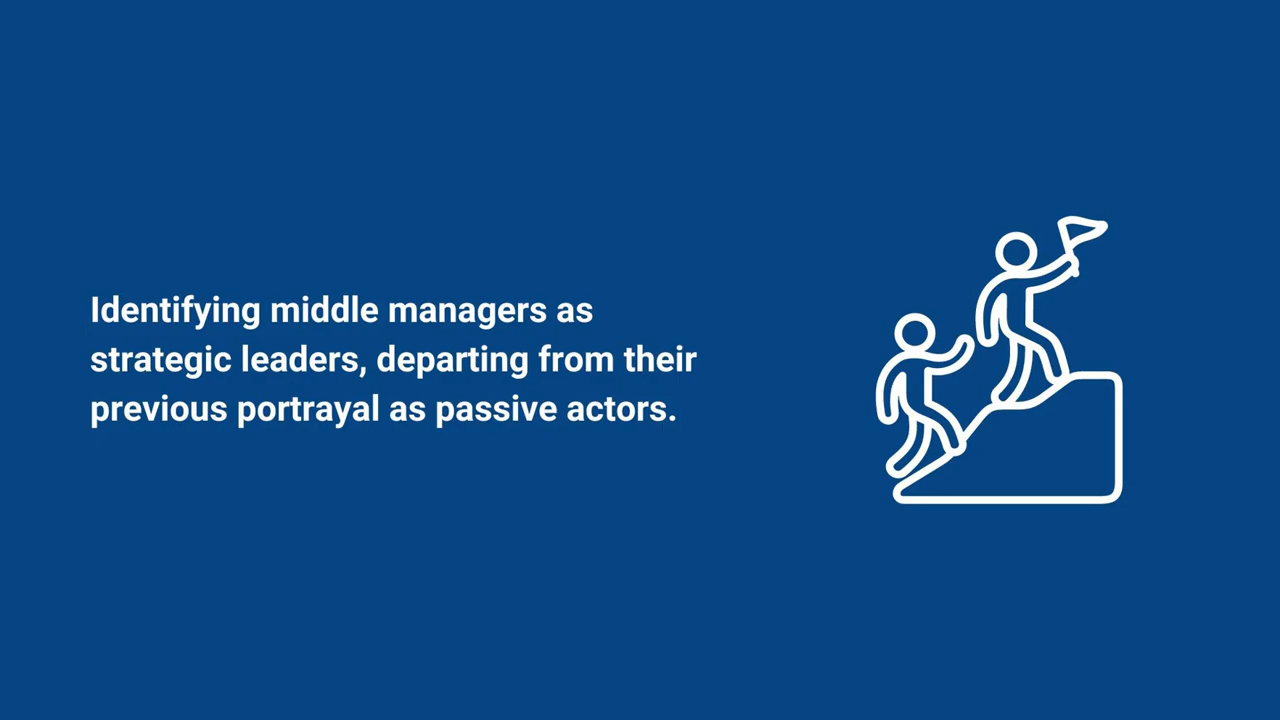 Identifying middle managers as
strategic leaders, departing from their
previous portrayal as passive actors.